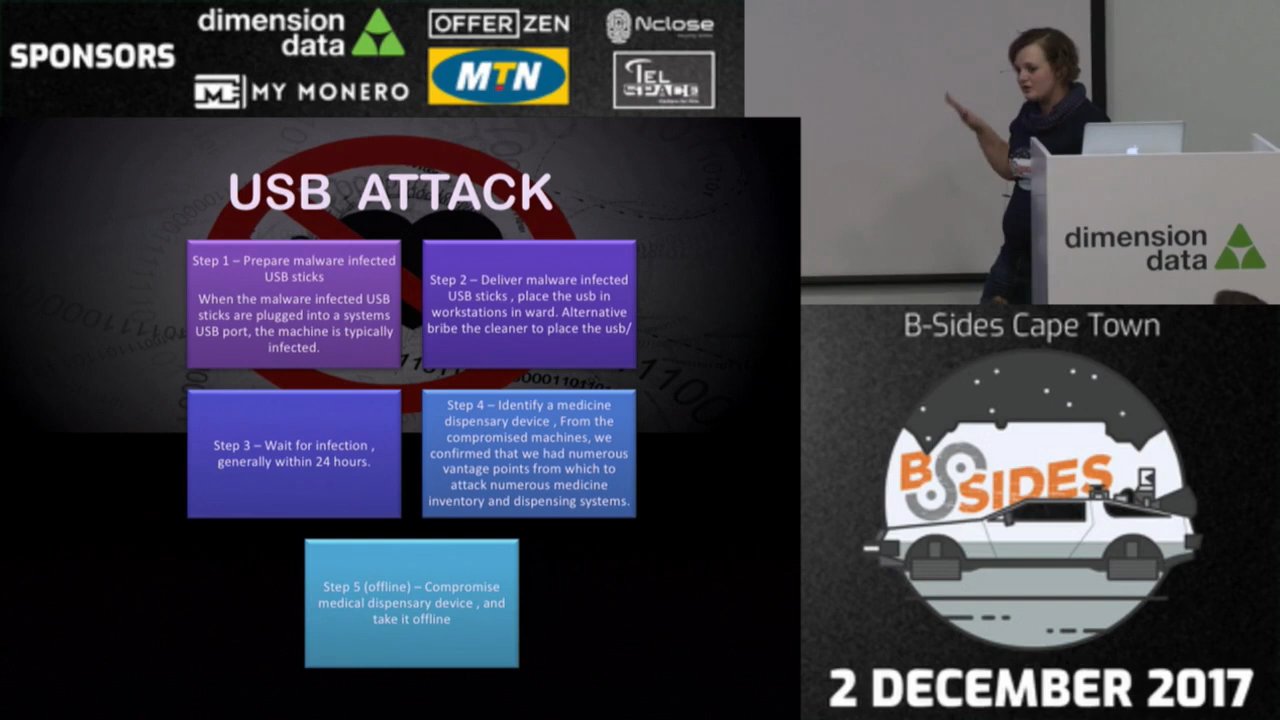 SPONSORS
dimension
data
MY MONERO
OFFERZEN
MTN
Nclose
TEL
SPACE
USB ATTACK
Step 1 – Prepare malware infected
USB sticks
When the malware infected USB
sticks are plugged into a systems
USB port, the machine is typically
infected.
Step 2 – Deliver malware infected
USB sticks , place the usb in
workstations in ward. Alternative
bribe the cleaner to place the usb/
Step 3 – Wait for infection ,
generally within 24 hours.
Step 4 – Identify a medicine
dispensary device , From the
compromised machines, we
confirmed that we had numerous
vantage points from which to
attack numerous medicine
inventory and dispensing systems.
Step 5 (offline) – Compromise
medical dispensary device , and
take it offline
dimension
data
B-Sides Cape Town
BSIDES
2 DECEMBER 2017